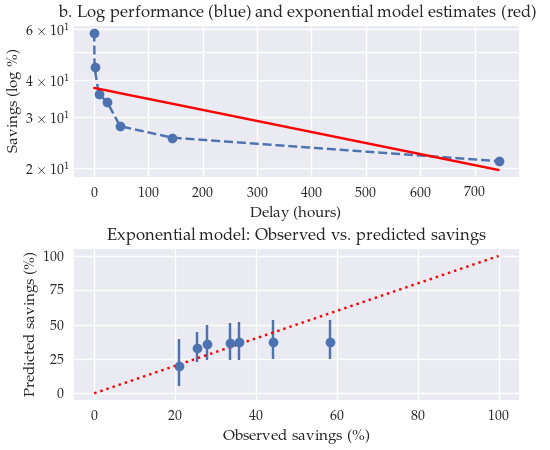 b. Log performance (blue) and exponential model estimates (red)
Savings (log %)
6 × 10¹
4 × 10¹
3 × 10¹
2 × 10¹
0 100 200 300 400 500 600 700
Delay (hours)
Exponential model: Observed vs. predicted savings
Predicted savings (%)
100
75
50
25
0
0 20 40 60 80 100
Observed savings (%)